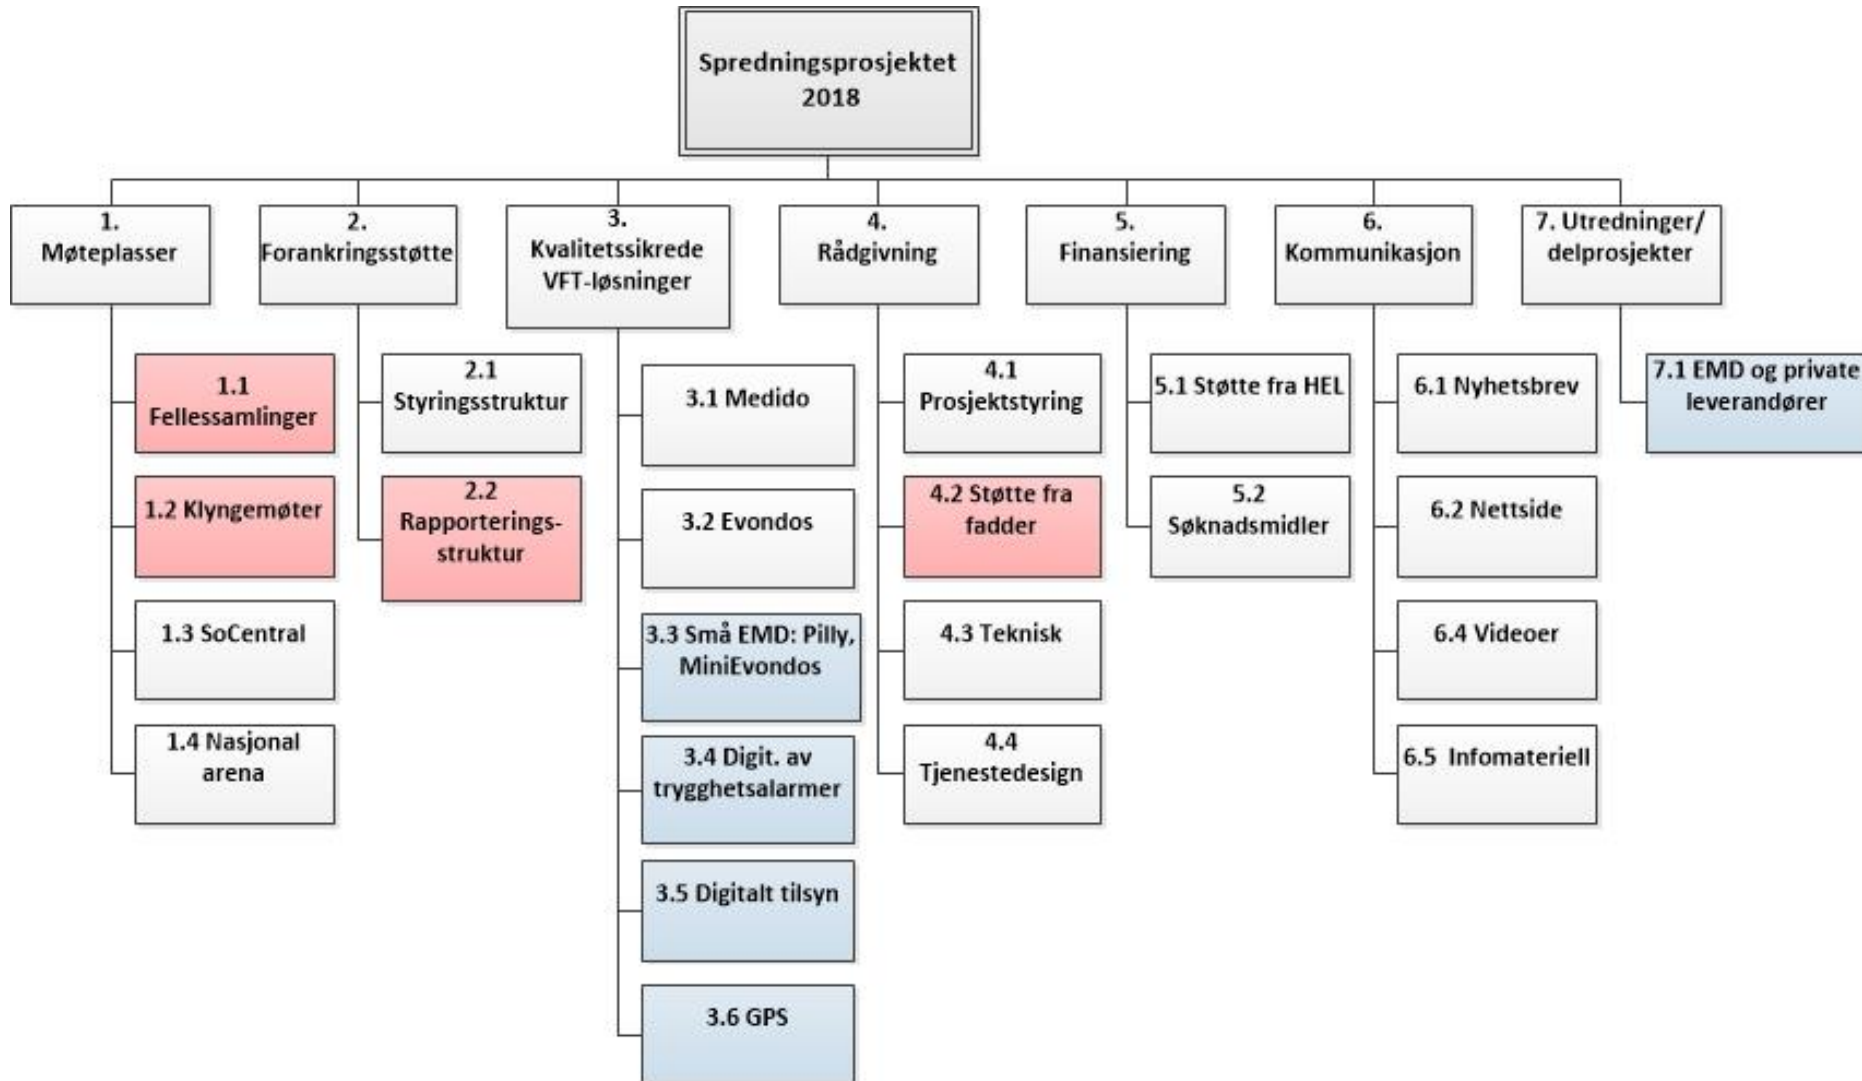 Spredningsprosjektet
2018
1.
Møteplasser
2.
Forankringsstøtte
3.
Kvalitetssikrede
VFT-løsninger
4.
Rådgivning
5.
Finansiering
6.
Kommunikasjon
7. Utredninger/
delprosjekter
1.1
Fellessamlinger
1.2 Klyngemøter
1.3 SoCentral
1.4 Nasjonal
arena
2.1
Styringsstruktur
2.2
Rapporterings-
struktur
3.1 Medido
3.2 Evondos
3.3 Små EMD: Pilly,
MiniEvondos
3.4 Digit. av
trygghetsalarmer
3.5 Digitalt tilsyn
3.6 GPS
4.1
Prosjektstyring
4.2 Støtte fra
fadder
4.3 Teknisk
4.4
Tjenestedesign
5.1 Støtte fra HEL
5.2
Søknadsmidler
6.1 Nyhetsbrev
6.2 Nettside
6.4 Videoer
6.5 Infomateriell
7.1 EMD og private
leverandører